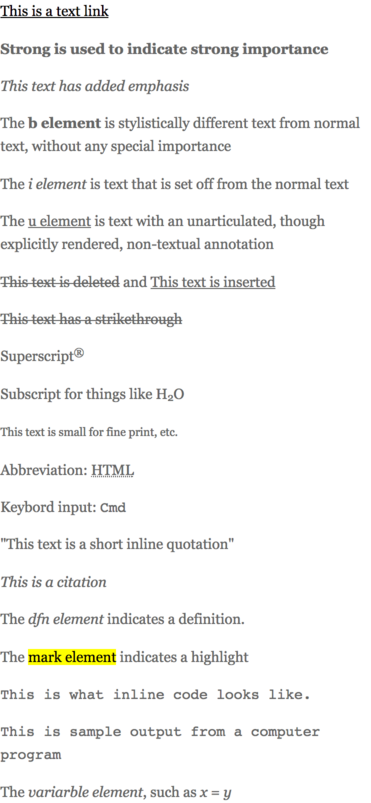 This is a text link
Strong is used to indicate strong importance
This text has added emphasis
The b element is stylistically different text from normal
text, without any special importance
The i element is text that is set off from the normal text
The u element is text with an unarticulated, though
explicitly rendered, non-textual annotation
This text is deleted and This text is inserted
This text has a strikethrough
Superscript®
Subscript for things like H₂O
This text is small for fine print, etc.
Abbreviation: HTML
Keybord input: Cmd
"This text is a short inline quotation"
This is a citation
The dfn element indicates a definition.
The mark element indicates a highlight
This is what inline code looks like.
This is sample output from a computer
program
The variarble element, such as x = y